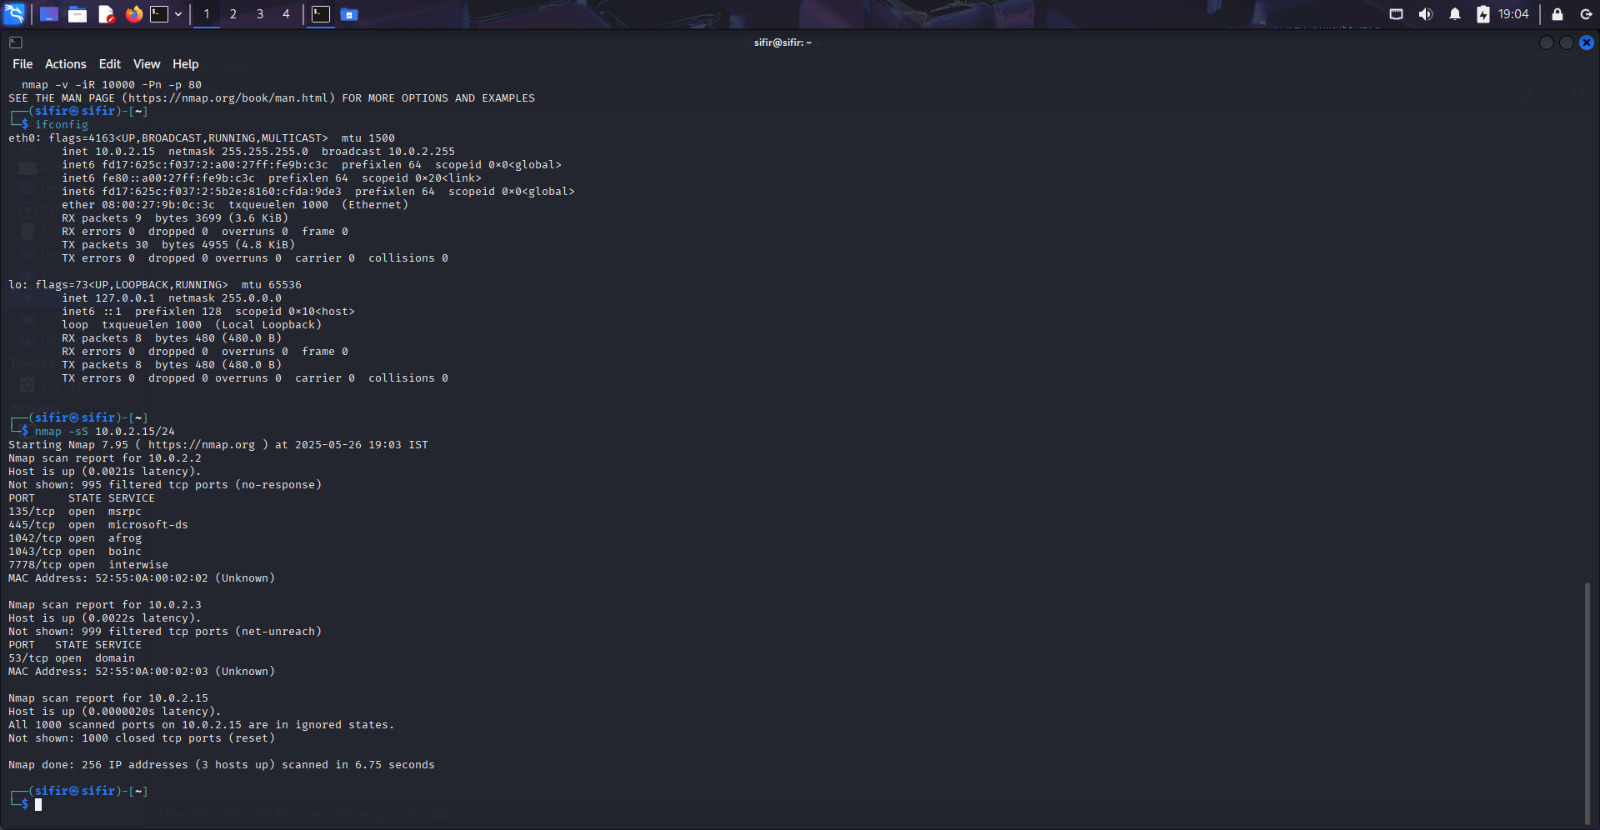 1 2 3 4 19:04
sifir@sifir: ~
File Actions Edit View Help
nmap -v -iR 10000 -Pn -p 80
SEE THE MAN PAGE (https://nmap.org/book/man.html) FOR MORE OPTIONS AND EXAMPLES
┌──(sifir㉿sifir)-[~]
└─$ ifconfig
eth0: flags=4163<UP,BROADCAST,RUNNING,MULTICAST>  mtu 1500
inet 10.0.2.15  netmask 255.255.255.0  broadcast 10.0.2.255
inet6 fd17:625c:f037:2:a00:27ff:fe9b:c3c  prefixlen 64  scopeid 0×0<global>
inet6 fe80::a00:27ff:fe9b:c3c  prefixlen 64  scopeid 0×20<link>
inet6 fd17:625c:f037:2:5b2e:8160:cfda:9de3  prefixlen 64  scopeid 0×0<global>
ether 08:00:27:9b:0c:3c  txqueuelen 1000  (Ethernet)
RX packets 9  bytes 3699 (3.6 KiB)
RX errors 0  dropped 0  overruns 0  frame 0
TX packets 30  bytes 4955 (4.8 KiB)
TX errors 0  dropped 0 overruns 0  carrier 0  collisions 0
lo: flags=73<UP,LOOPBACK,RUNNING>  mtu 65536
inet 127.0.0.1  netmask 255.0.0.0
inet6 ::1  prefixlen 128  scopeid 0×10<host>
loop  txqueuelen 1000  (Local Loopback)
RX packets 8  bytes 480 (480.0 B)
RX errors 0  dropped 0  overruns 0  frame 0
TX packets 8  bytes 480 (480.0 B)
TX errors 0  dropped 0 overruns 0  carrier 0  collisions 0
┌──(sifir㉿sifir)-[~]
└─$ nmap -sS 10.0.2.15/24
Starting Nmap 7.95 ( https://nmap.org ) at 2025-05-26 19:03 IST
Nmap scan report for 10.0.2.2
Host is up (0.0021s latency).
Not shown: 995 filtered tcp ports (no-response)
PORT     STATE SERVICE
135/tcp  open  msrpc
445/tcp  open  microsoft-ds
1042/tcp open  afrog
1043/tcp open  boinc
7778/tcp open  interwise
MAC Address: 52:55:0A:00:02:02 (Unknown)
Nmap scan report for 10.0.2.3
Host is up (0.0022s latency).
Not shown: 999 filtered tcp ports (net-unreach)
PORT   STATE SERVICE
53/tcp open  domain
MAC Address: 52:55:0A:00:02:03 (Unknown)
Nmap scan report for 10.0.2.15
Host is up (0.0000020s latency).
All 1000 scanned ports on 10.0.2.15 are in ignored states.
Not shown: 1000 closed tcp ports (reset)
Nmap done: 256 IP addresses (3 hosts up) scanned in 6.75 seconds
┌──(sifir㉿sifir)-[~]
└─$